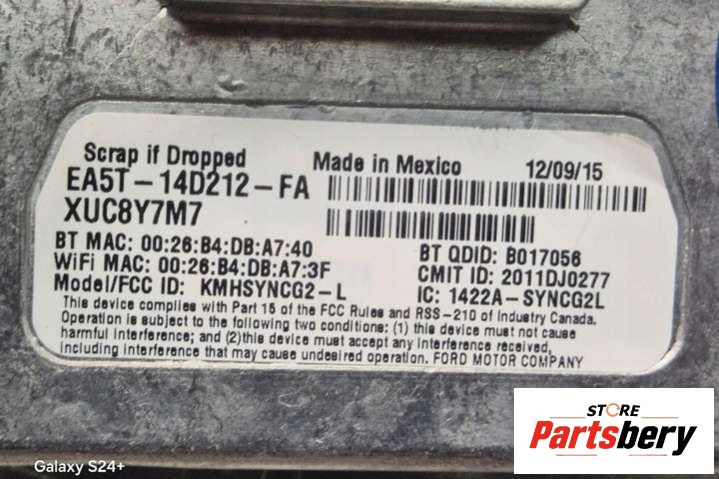 Scrap if Dropped
Made in Mexico 12/09/15
EA5T-14D212-FA
XUC8Y7M7
BT MAC: 00:26:B4:DB:A7:40 BT QDID: B017056
WiFi MAC: 00:26:B4:DB:A7:3F CMIT ID: 2011DJ0277
Model/FCC ID: KMHSYNCG2-L IC: 1422A-SYNCG2L
This device complies with Part 15 of the FCC Rules and RSS-210 of Industry Canada.
Operation is subject to the following two conditions: (1) this device must not cause
harmful interference; and (2)this device must accept any interference received,
including interference that may cause undesired operation. FORD MOTOR COMPANY
STORE
Partsbery
Galaxy S24+